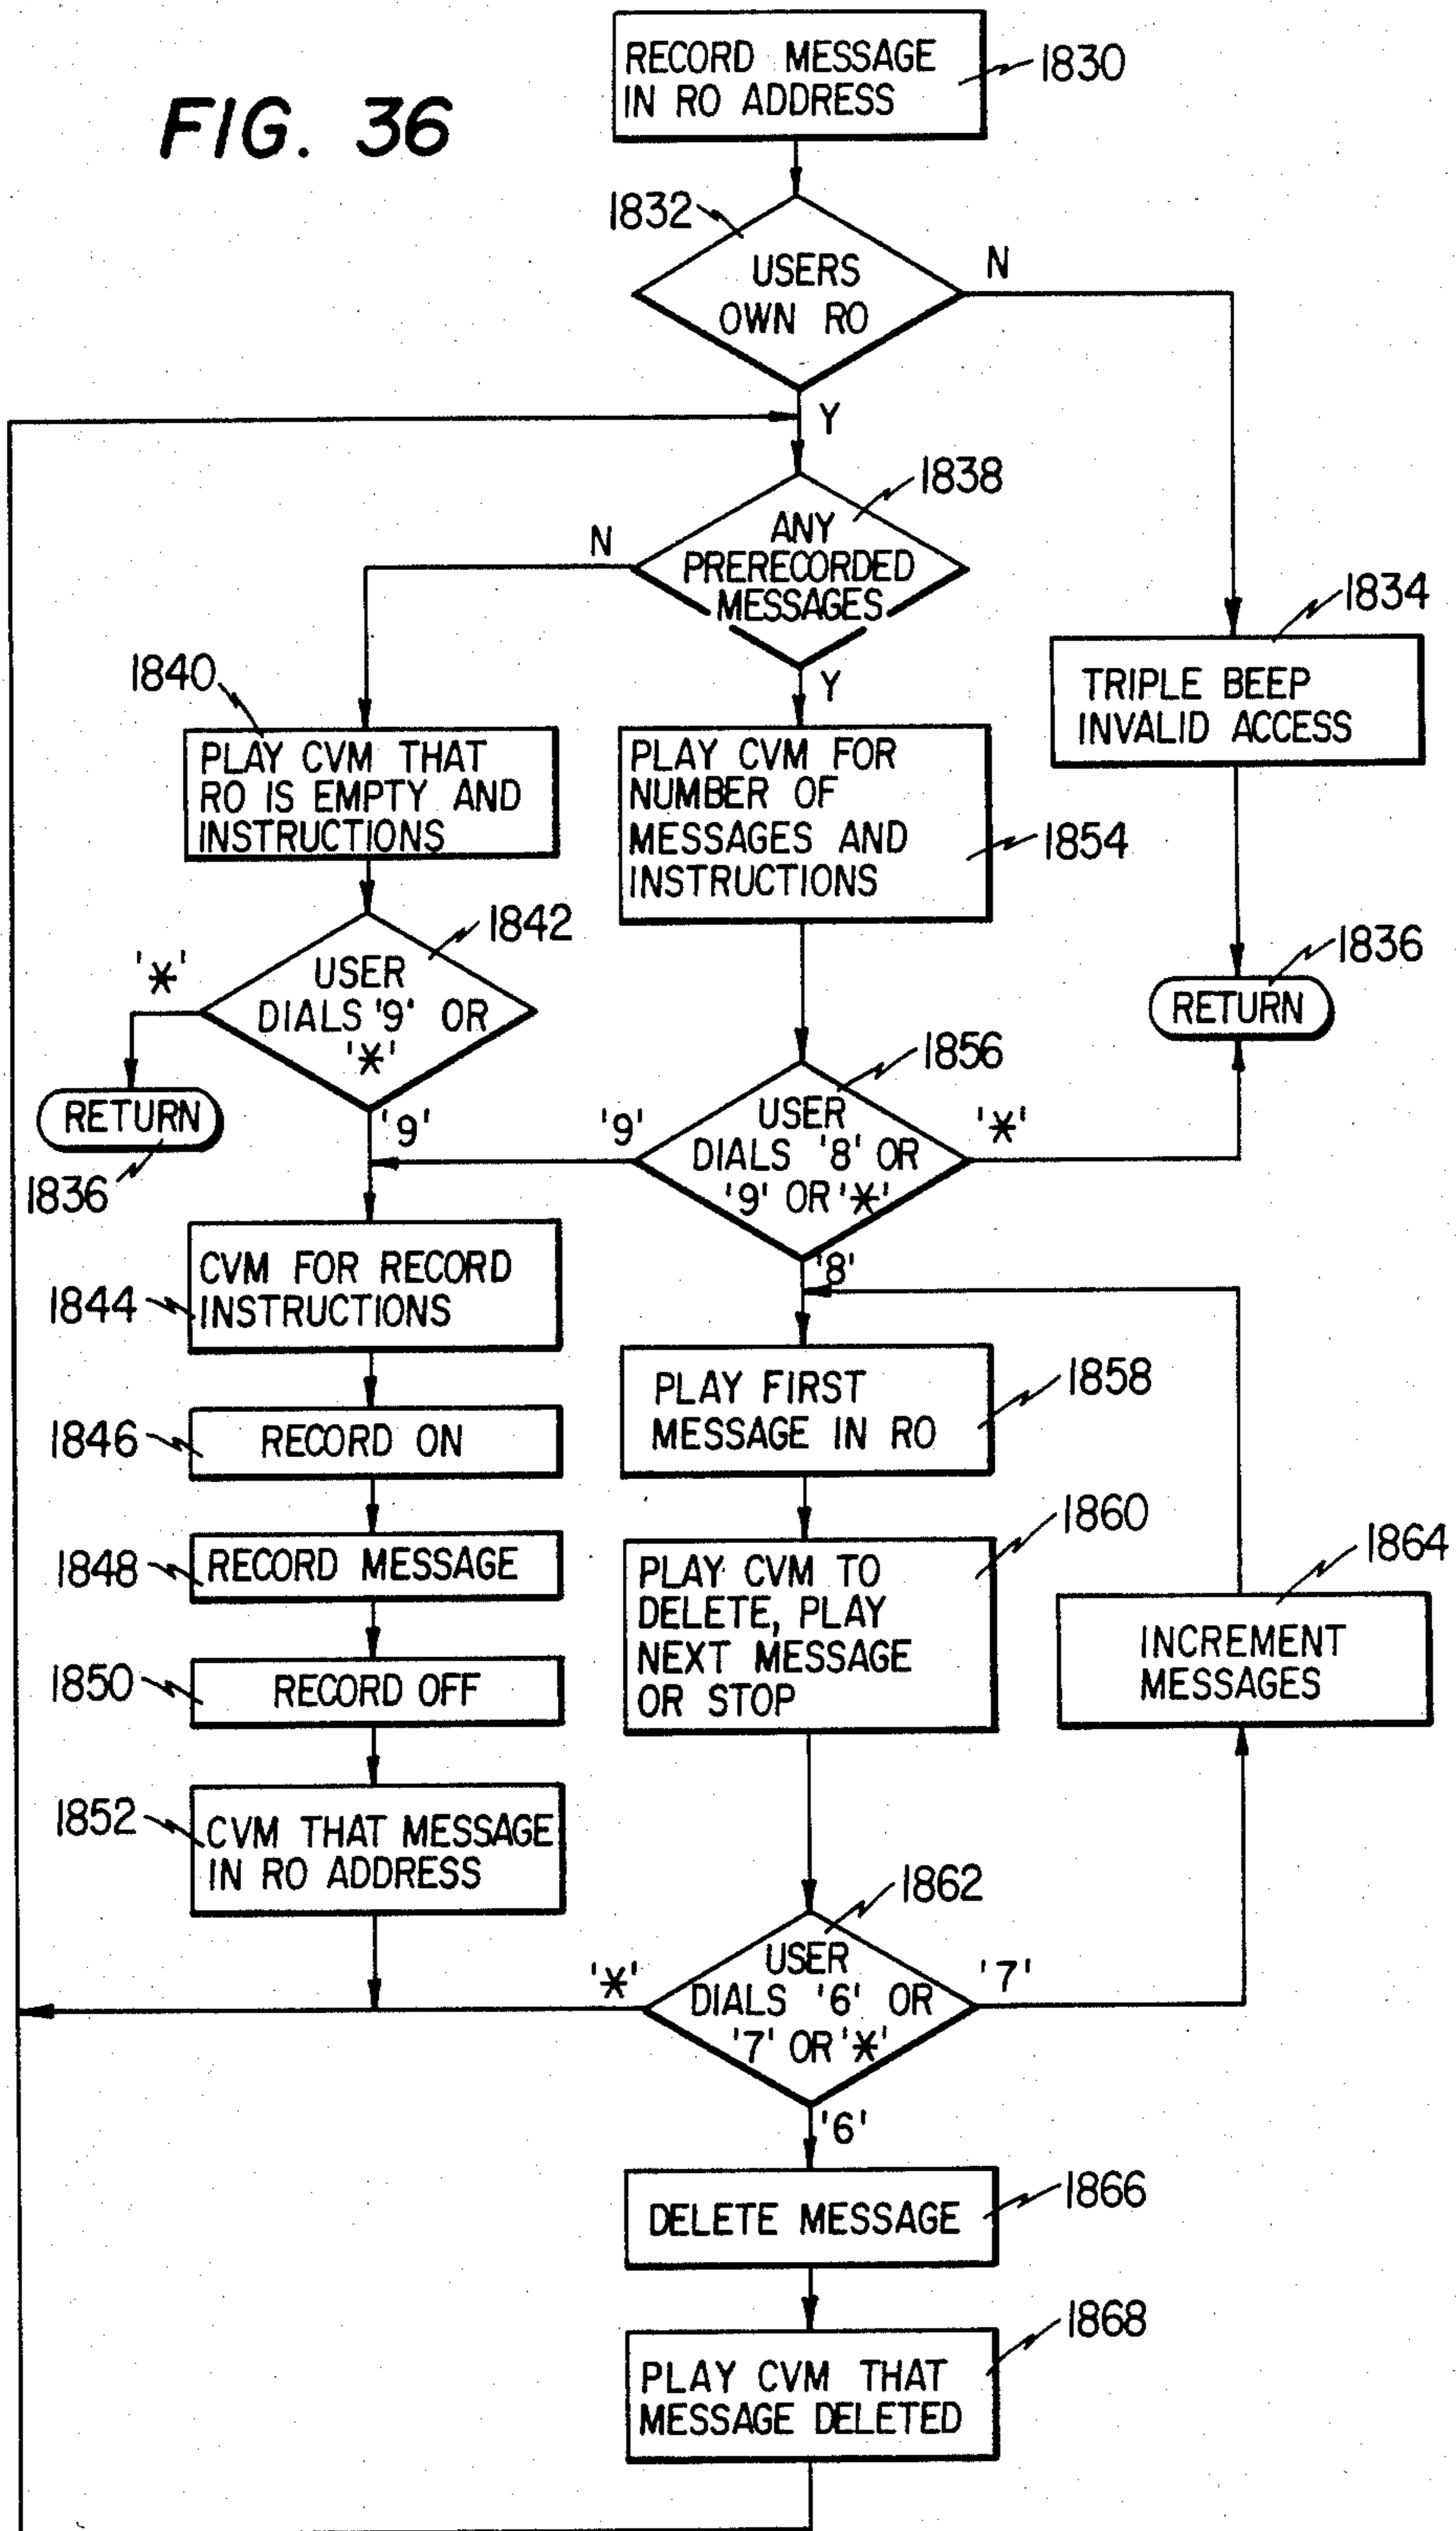 FIG. 36
RECORD MESSAGE
IN RO ADDRESS
1830
1832
USERS
OWN RO
N
Y
1838
ANY
PRERECORDED
MESSAGES
N
Y
1834
TRIPLE BEEP
INVALID ACCESS
1840
PLAY CVM THAT
RO IS EMPTY AND
INSTRUCTIONS
PLAY CVM FOR
NUMBER OF
MESSAGES AND
INSTRUCTIONS
1854
1842
USER
DIALS '9' OR
'*'
'*'
'9'
RETURN
1836
1836
RETURN
1856
USER
DIALS '8' OR
'9' OR '*'
'9'
'*'
'8'
CVM FOR RECORD
INSTRUCTIONS
1844
PLAY FIRST
MESSAGE IN RO
1858
1846
RECORD ON
1848
RECORD MESSAGE
1860
PLAY CVM TO
DELETE, PLAY
NEXT MESSAGE
OR STOP
1864
INCREMENT
MESSAGES
1850
RECORD OFF
1852
CVM THAT MESSAGE
IN RO ADDRESS
1862
USER
DIALS '6' OR
'7' OR '*'
'*'
'7'
'6'
DELETE MESSAGE
1866
1868
PLAY CVM THAT
MESSAGE DELETED